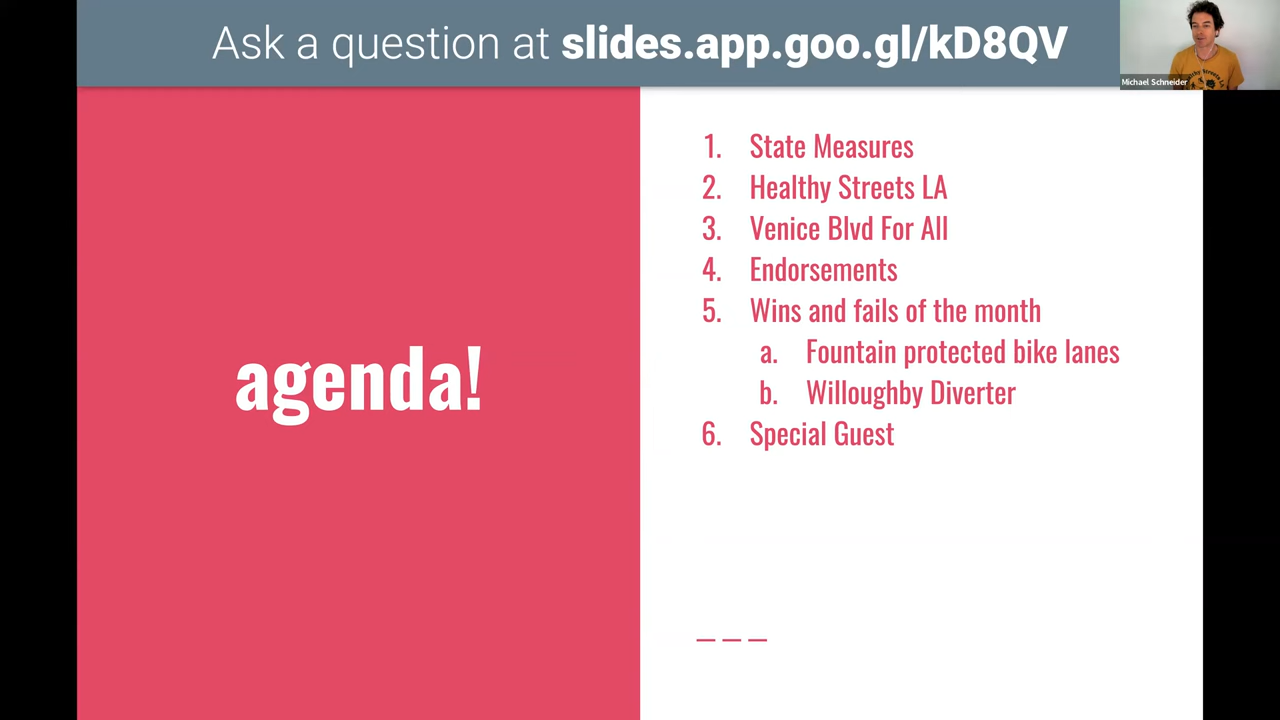 Ask a question at slides.app.goo.gl/kD8QV
Michael Schneider
agenda!
1. State Measures
2. Healthy Streets LA
3. Venice Blvd For All
4. Endorsements
5. Wins and fails of the month
a. Fountain protected bike lanes
b. Willoughby Diverter
6. Special Guest